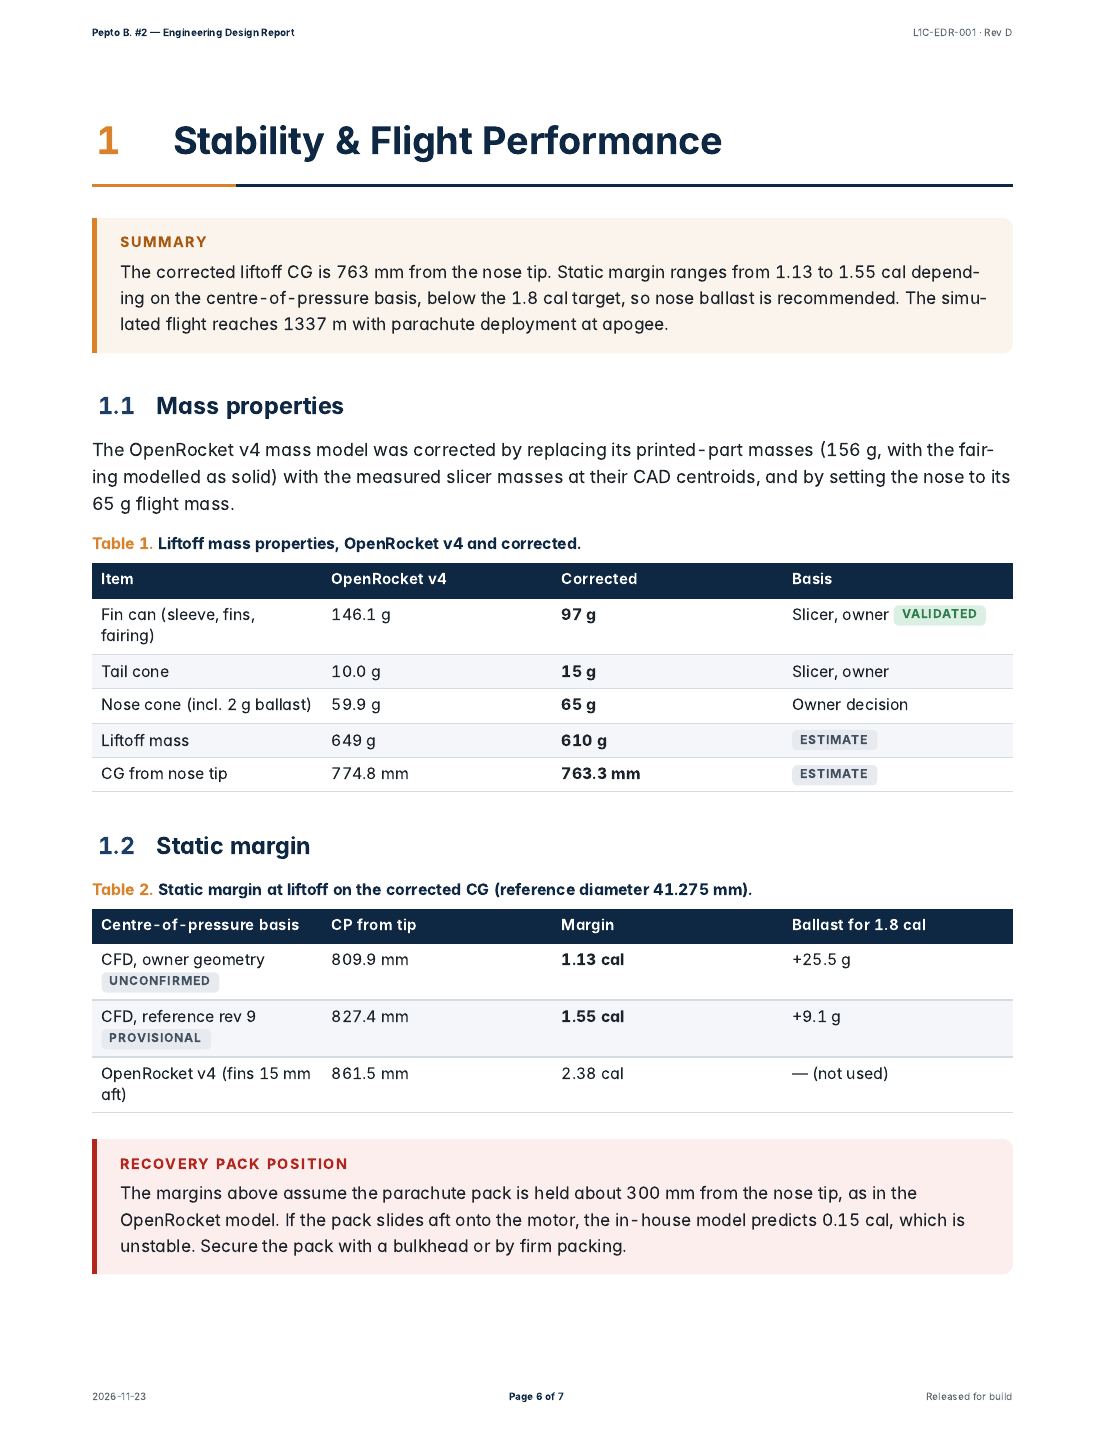 Pepto B. #2 — Engineering Design Report
L1C-EDR-001 · Rev D
1 Stability & Flight Performance
SUMMARY
The corrected liftoff CG is 763 mm from the nose tip. Static margin ranges from 1.13 to 1.55 cal depend-
ing on the centre-of-pressure basis, below the 1.8 cal target, so nose ballast is recommended. The simu-
lated flight reaches 1337 m with parachute deployment at apogee.
1.1 Mass properties
The OpenRocket v4 mass model was corrected by replacing its printed-part masses (156 g, with the fair-
ing modelled as solid) with the measured slicer masses at their CAD centroids, and by setting the nose to its
65 g flight mass.
Table 1. Liftoff mass properties, OpenRocket v4 and corrected.
Item OpenRocket v4 Corrected Basis
Fin can (sleeve, fins, 146.1 g 97 g Slicer, owner VALIDATED
fairing)
Tail cone 10.0 g 15 g Slicer, owner
Nose cone (incl. 2 g ballast) 59.9 g 65 g Owner decision
Liftoff mass 649 g 610 g ESTIMATE
CG from nose tip 774.8 mm 763.3 mm ESTIMATE
1.2 Static margin
Table 2. Static margin at liftoff on the corrected CG (reference diameter 41.275 mm).
Centre-of-pressure basis CP from tip Margin Ballast for 1.8 cal
CFD, owner geometry 809.9 mm 1.13 cal +25.5 g
UNCONFIRMED
CFD, reference rev 9 827.4 mm 1.55 cal +9.1 g
PROVISIONAL
OpenRocket v4 (fins 15 mm 861.5 mm 2.38 cal — (not used)
aft)
RECOVERY PACK POSITION
The margins above assume the parachute pack is held about 300 mm from the nose tip, as in the
OpenRocket model. If the pack slides aft onto the motor, the in-house model predicts 0.15 cal, which is
unstable. Secure the pack with a bulkhead or by firm packing.
2026-11-23
Page 6 of 7
Released for build